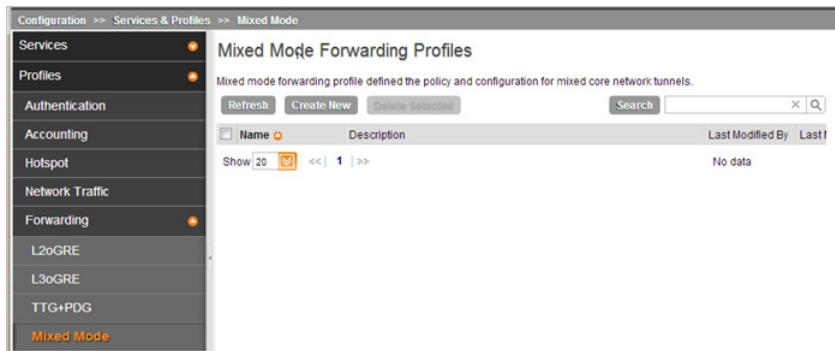 Configuration >> Services & Profiles >> Mixed Mode
Services
Profiles
Authentication
Accounting
Hotspot
Network Traffic
Forwarding
L2oGRE
L3oGRE
TTG+PDG
Mixed Mode
Mixed Mode Forwarding Profiles
Mixed mode forwarding profile defined the policy and configuration for mixed core network tunnels.
Refresh Create New Delete Selected Search
Name Description Last Modified By Last
Show 20 << | 1 | >> No data